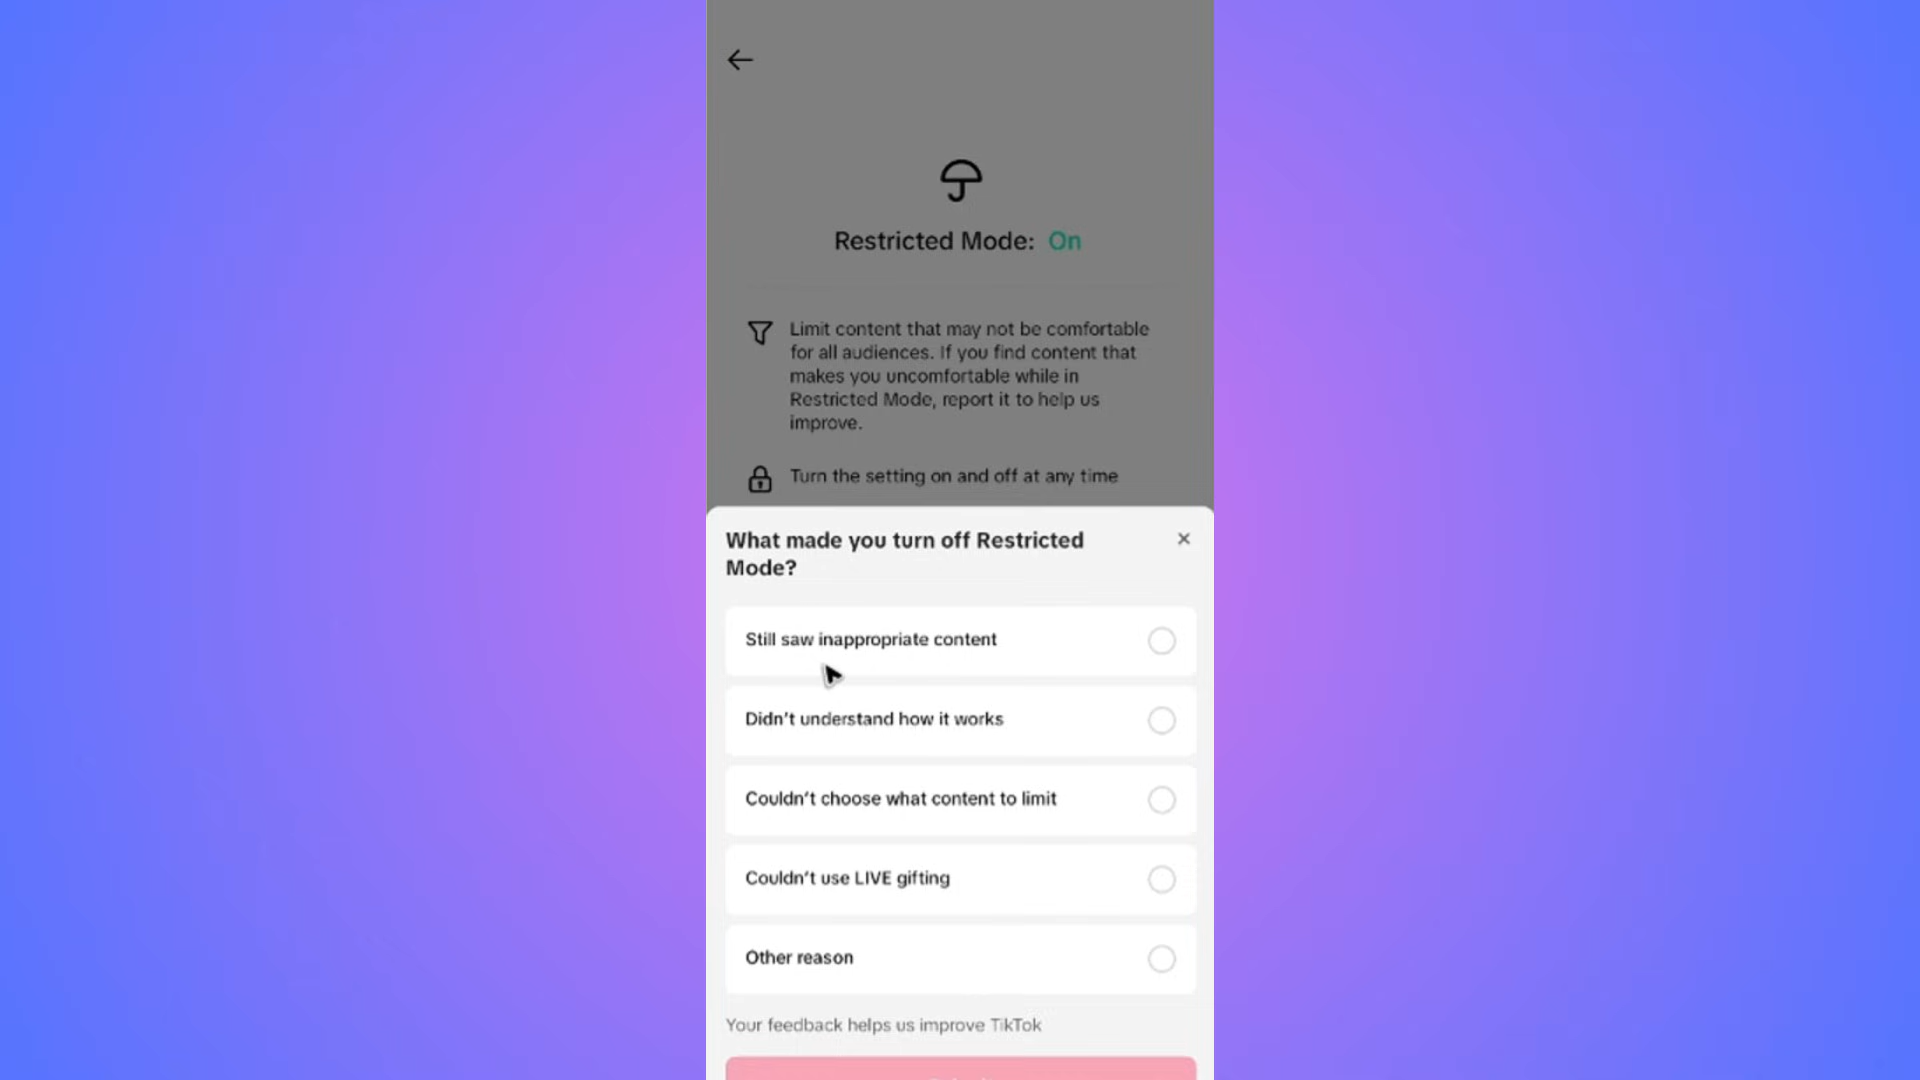 Restricted Mode: On
Limit content that may not be comfortable
for all audiences. If you find content that
makes you uncomfortable while in
Restricted Mode, report it to help us
improve.
Turn the setting on and off at any time
What made you turn off Restricted
Mode?
Still saw inappropriate content
Didn't understand how it works
Couldn't choose what content to limit
Couldn't use LIVE gifting
Other reason
Your feedback helps us improve TikTok